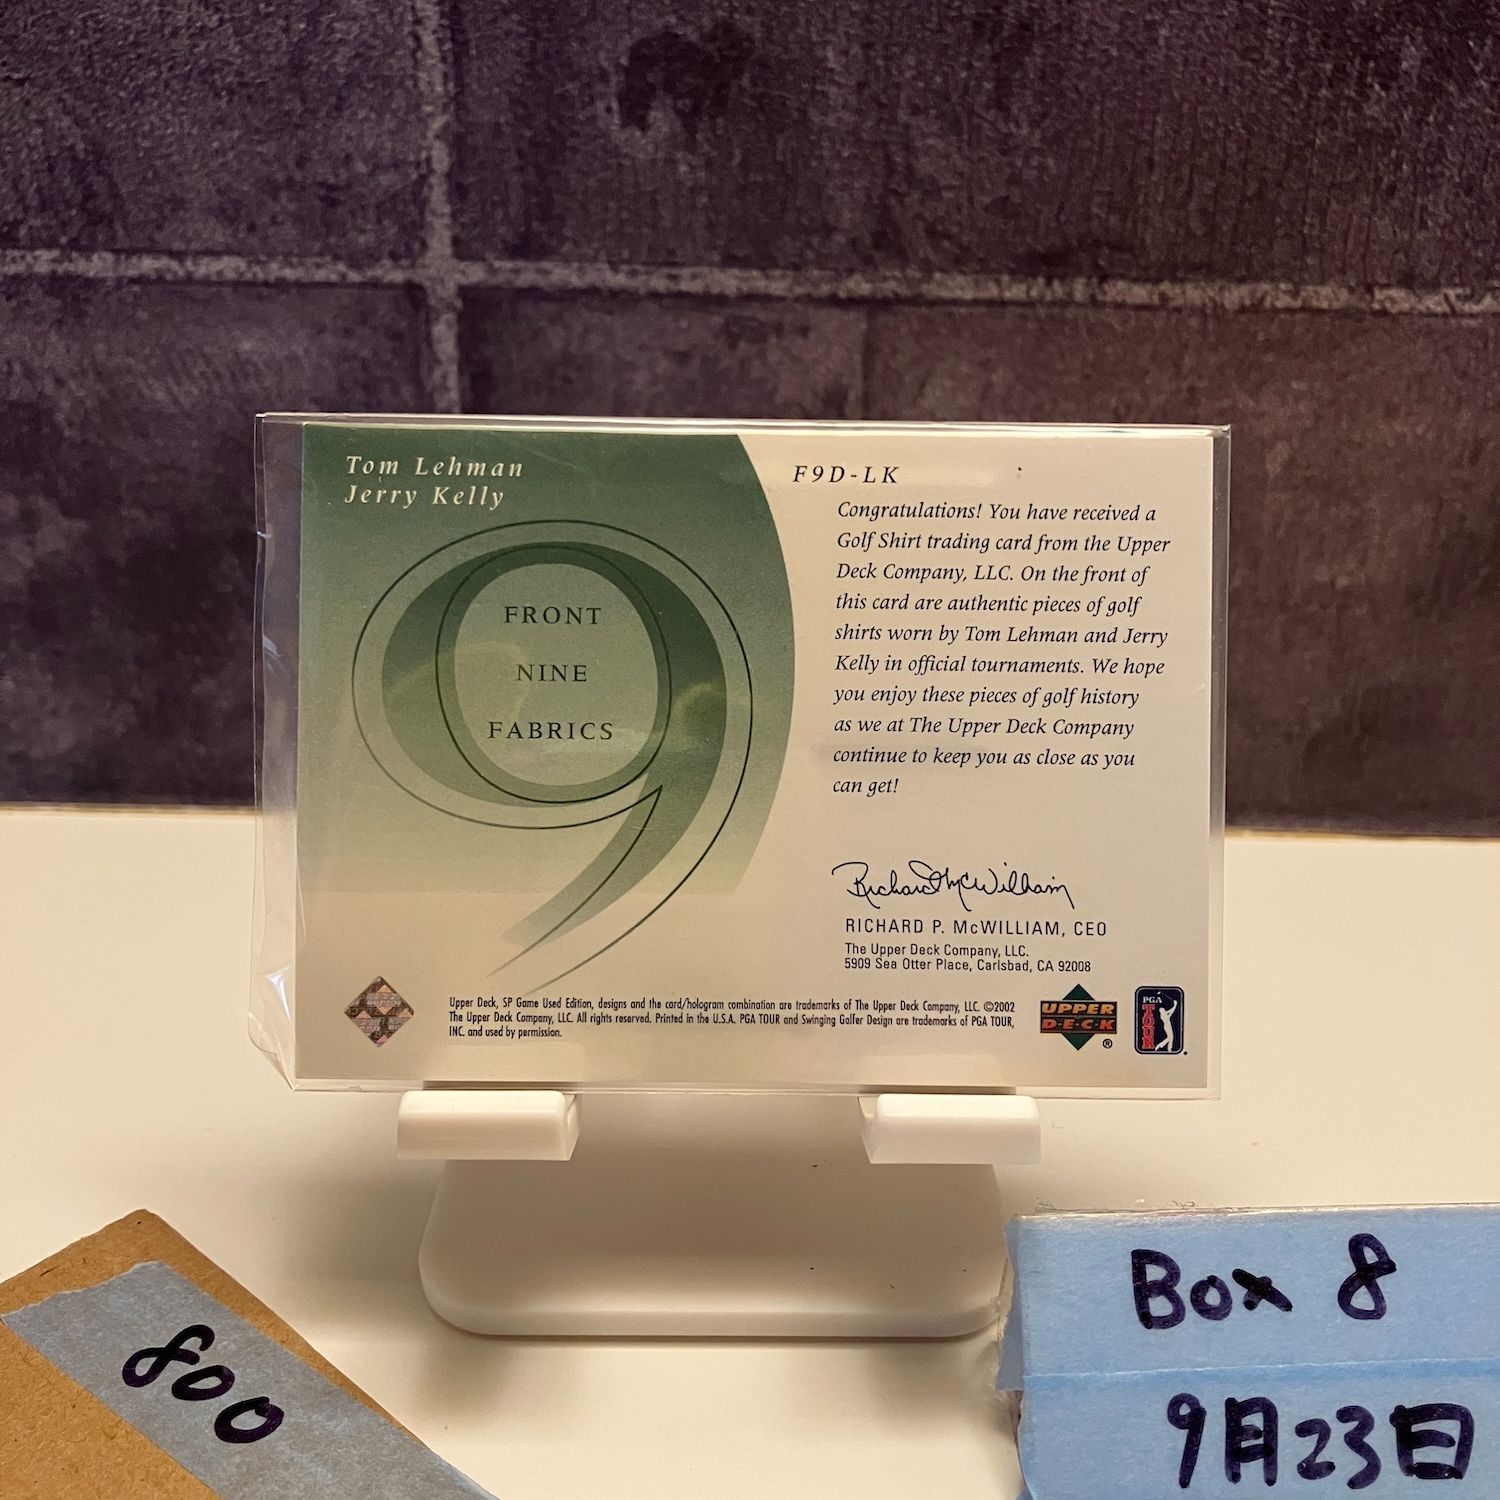 Tom Lehman
Jerry Kelly
FRONT
NINE
FABRICS
F9D-LK
Congratulations! You have received a
Golf Shirt trading card from the Upper
Deck Company, LLC. On the front of
this card are authentic pieces of golf
shirts worn by Tom Lehman and Jerry
Kelly in official tournaments. We hope
you enjoy these pieces of golf history
as we at The Upper Deck Company
continue to keep you as close as you
can get!
Richard McWilliam
RICHARD P. McWILLIAM, CEO
The Upper Deck Company, LLC.
5909 Sea Otter Place, Carlsbad, CA 92008
Upper Deck, SP Game Used Edition, designs and the card/hologram combination are trademarks of The Upper Deck Company, LLC. ©2002
The Upper Deck Company, LLC. All rights reserved. Printed in the U.S.A. PGA TOUR and Swinging Golfer Design are trademarks of PGA TOUR,
INC. and used by permission.
UPPER
DECK
®
PGA
TOUR
800
Box 8
9月23日